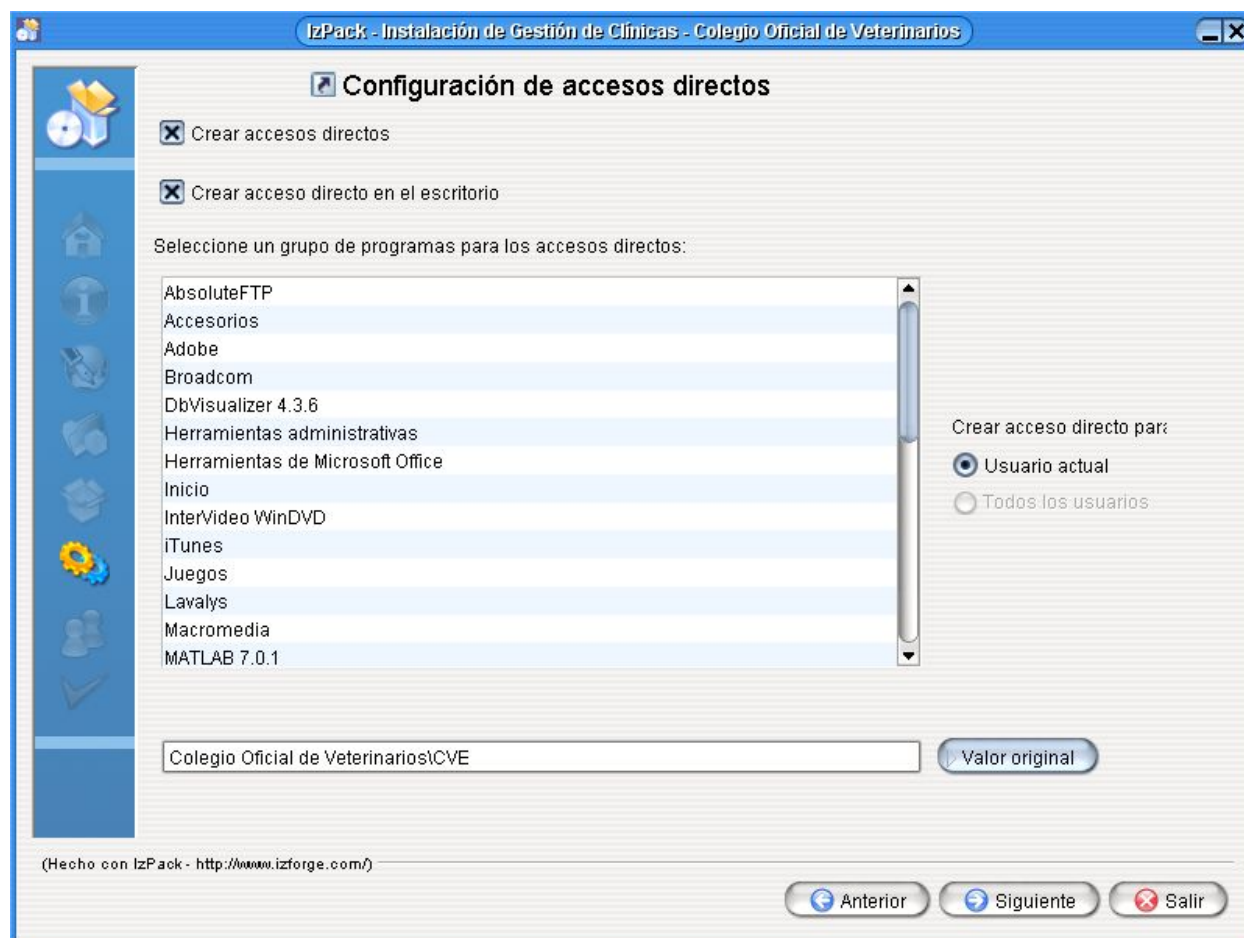 IzPack - Instalación de Gestión de Clínicas - Colegio Oficial de Veterinarios
Configuración de accesos directos
Crear accesos directos
Crear acceso directo en el escritorio
Seleccione un grupo de programas para los accesos directos:
AbsoluteFTP
Accesorios
Adobe
Broadcom
DbVisualizer 4.3.6
Herramientas administrativas
Herramientas de Microsoft Office
Inicio
InterVideo WinDVD
iTunes
Juegos
Lavalys
Macromedia
MATLAB 7.0.1
Crear acceso directo para
Usuario actual
Todos los usuarios
Colegio Oficial de Veterinarios\CVE
Valor original
(Hecho con IzPack - http://www.izforge.com/)
Anterior
Siguiente
Salir